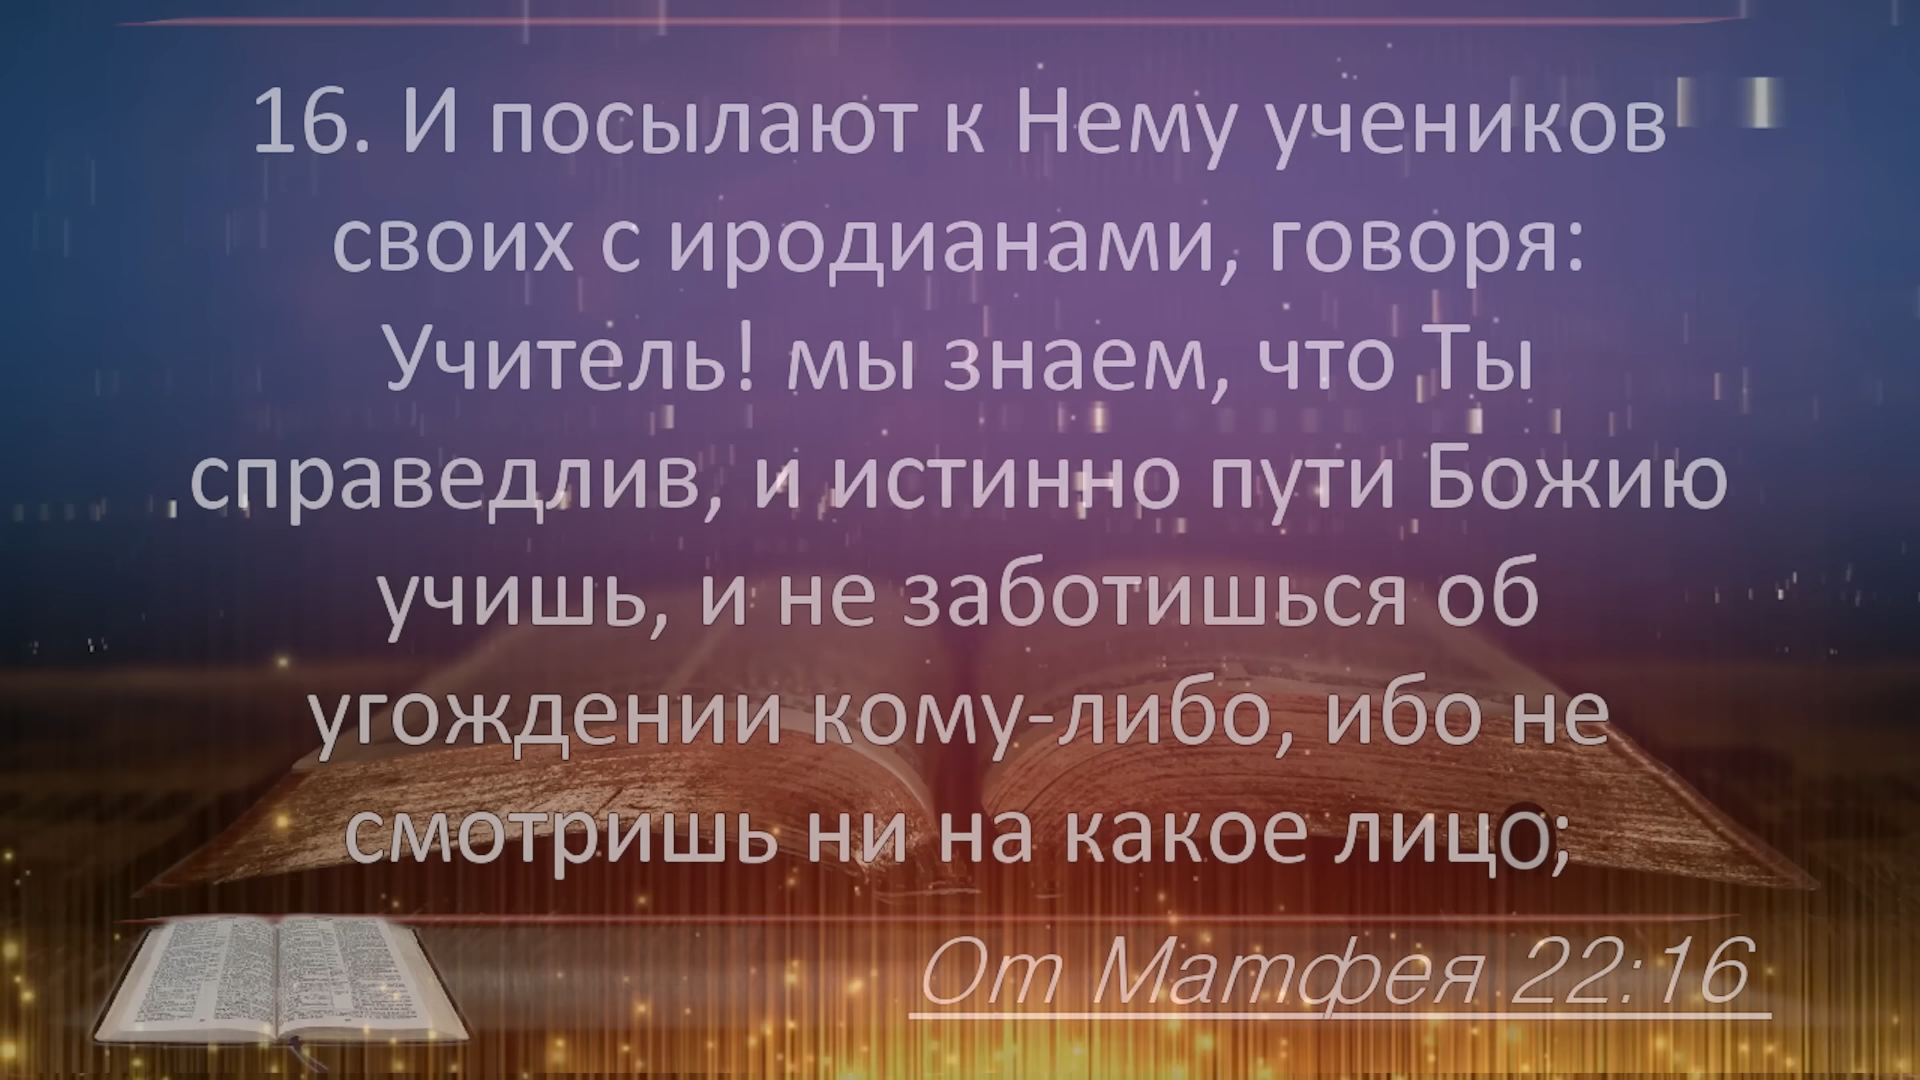 16. И посылают к Нему учеников
своих с иродианами, говоря:
Учитель! мы знаем, что Ты
справедлив, и истинно пути Божию
учишь, и не заботишься об
угождении кому-либо, ибо не
смотришь ни на какое лицо;
От Матфея 22:16